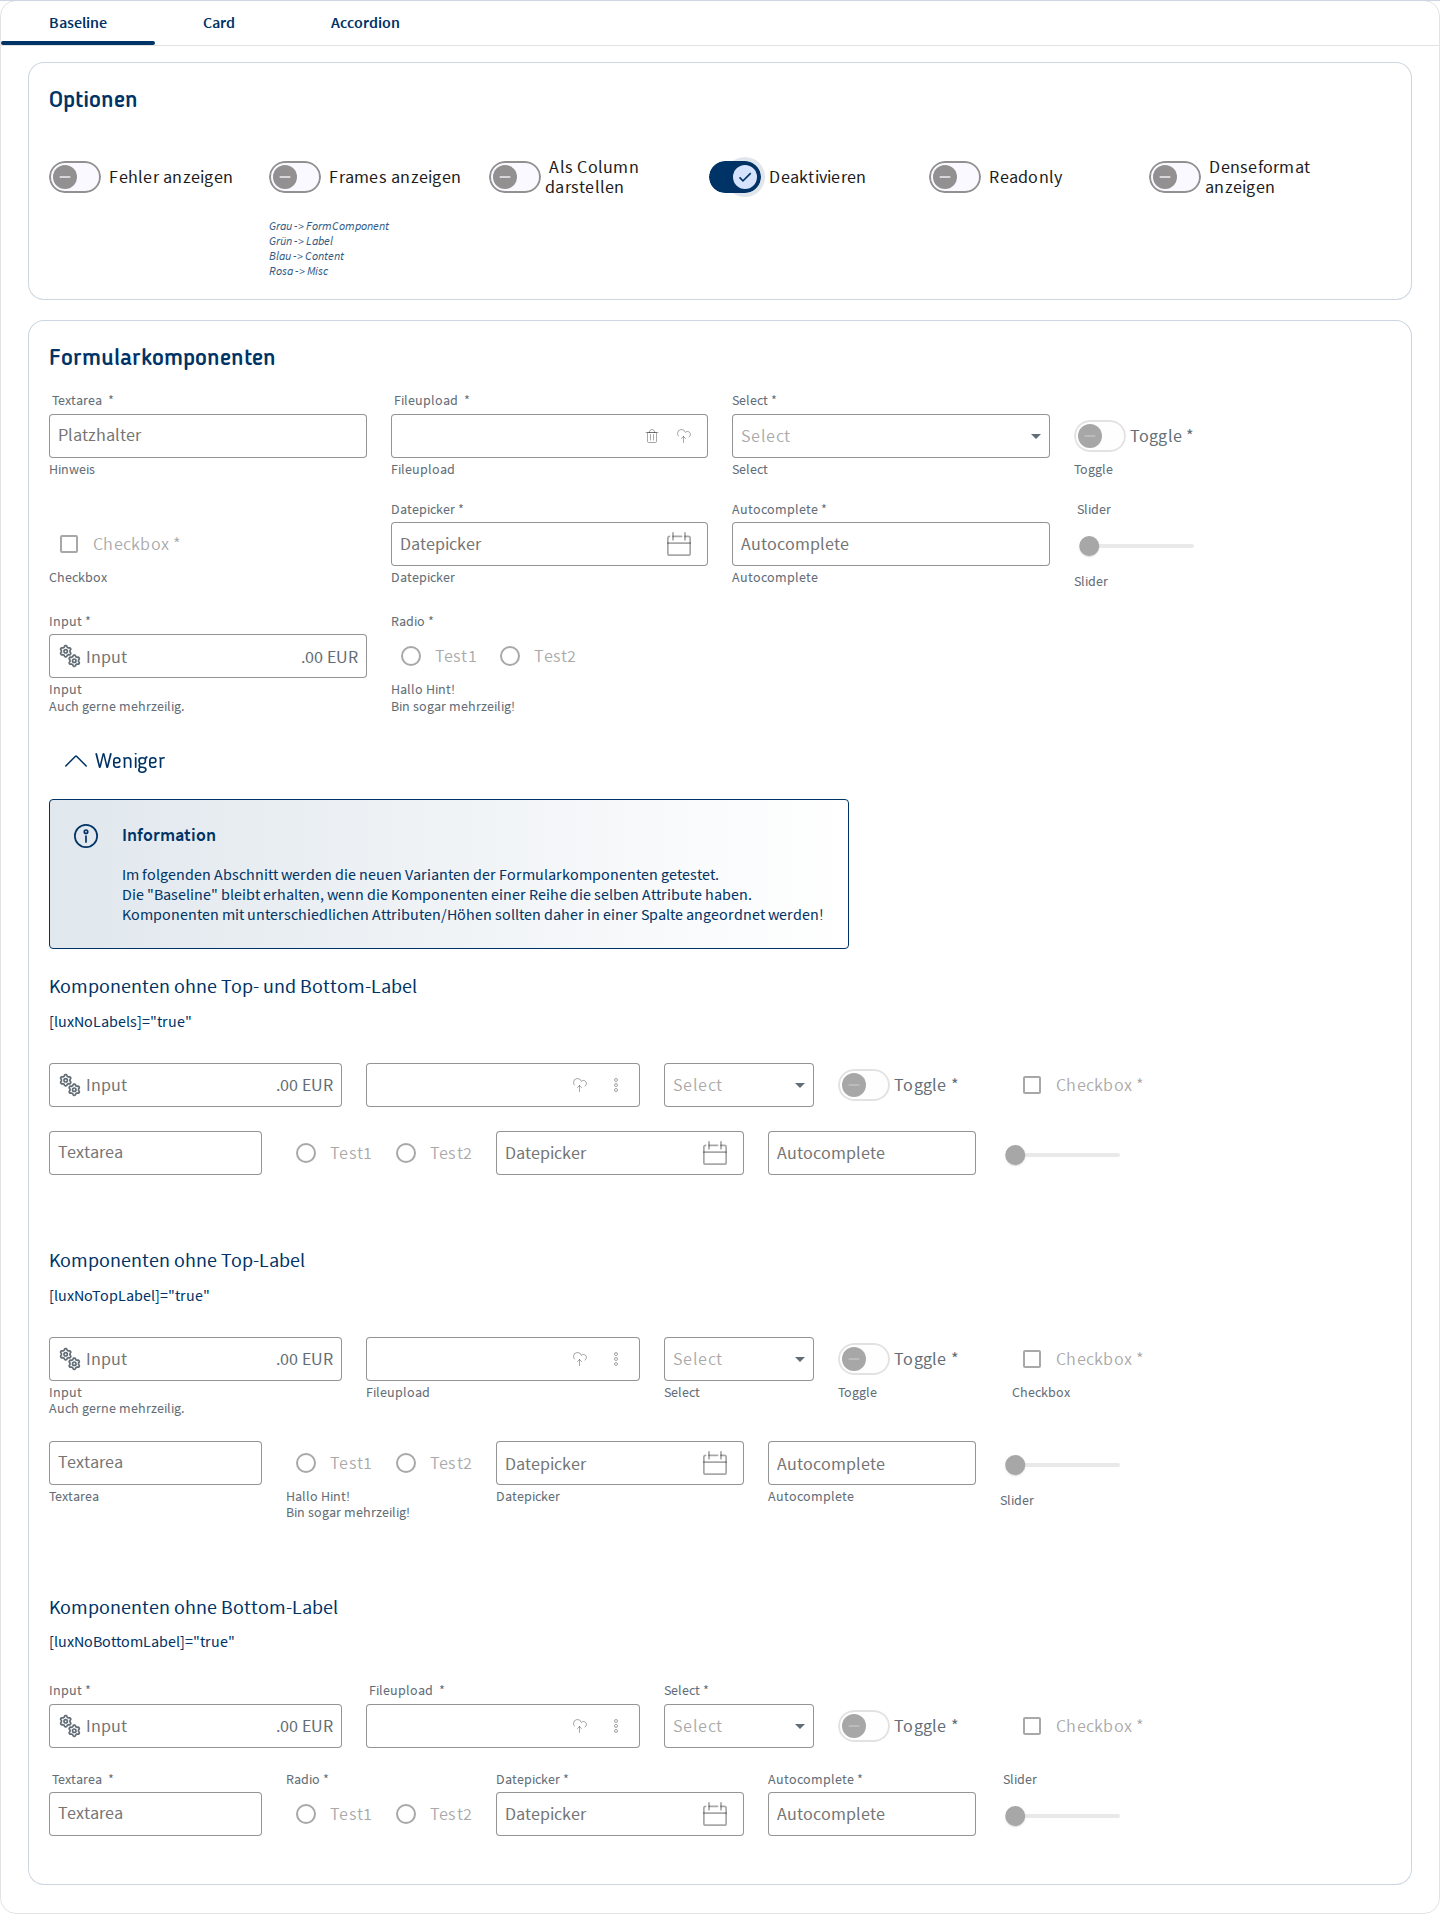 Baseline Card Accordion
Optionen
Fehler anzeigen
Frames anzeigen
Grau -> FormComponent
Grün -> Label
Blau -> Content
Rosa -> Misc
Als Column
darstellen
Deaktivieren
Readonly
Denseformat
anzeigen
Formularkomponenten
Textarea * Fileupload * Select *
Platzhalter Select Toggle *
Hinweis Fileupload Select Toggle
Datepicker * Autocomplete * Slider
Checkbox * Datepicker Autocomplete
Checkbox Datepicker Autocomplete Slider
Input * Radio *
Input .00 EUR Test1 Test2
Input Hallo Hint!
Auch gerne mehrzeilig. Bin sogar mehrzeilig!
Weniger
Information
Im folgenden Abschnitt werden die neuen Varianten der Formularkomponenten getestet.
Die "Baseline" bleibt erhalten, wenn die Komponenten einer Reihe die selben Attribute haben.
Komponenten mit unterschiedlichen Attributen/Höhen sollten daher in einer Spalte angeordnet werden!
Komponenten ohne Top- und Bottom-Label
[luxNoLabels]="true"
Input .00 EUR Select Toggle * Checkbox *
Textarea Test1 Test2 Datepicker Autocomplete
Komponenten ohne Top-Label
[luxNoTopLabel]="true"
Input .00 EUR Select Toggle * Checkbox *
Input Fileupload Select Toggle Checkbox
Auch gerne mehrzeilig.
Textarea Test1 Test2 Datepicker Autocomplete
Textarea Hallo Hint! Datepicker Autocomplete Slider
Bin sogar mehrzeilig!
Komponenten ohne Bottom-Label
[luxNoBottomLabel]="true"
Input * Fileupload * Select *
Input .00 EUR Select Toggle * Checkbox *
Textarea * Radio * Datepicker * Autocomplete * Slider
Textarea Test1 Test2 Datepicker Autocomplete